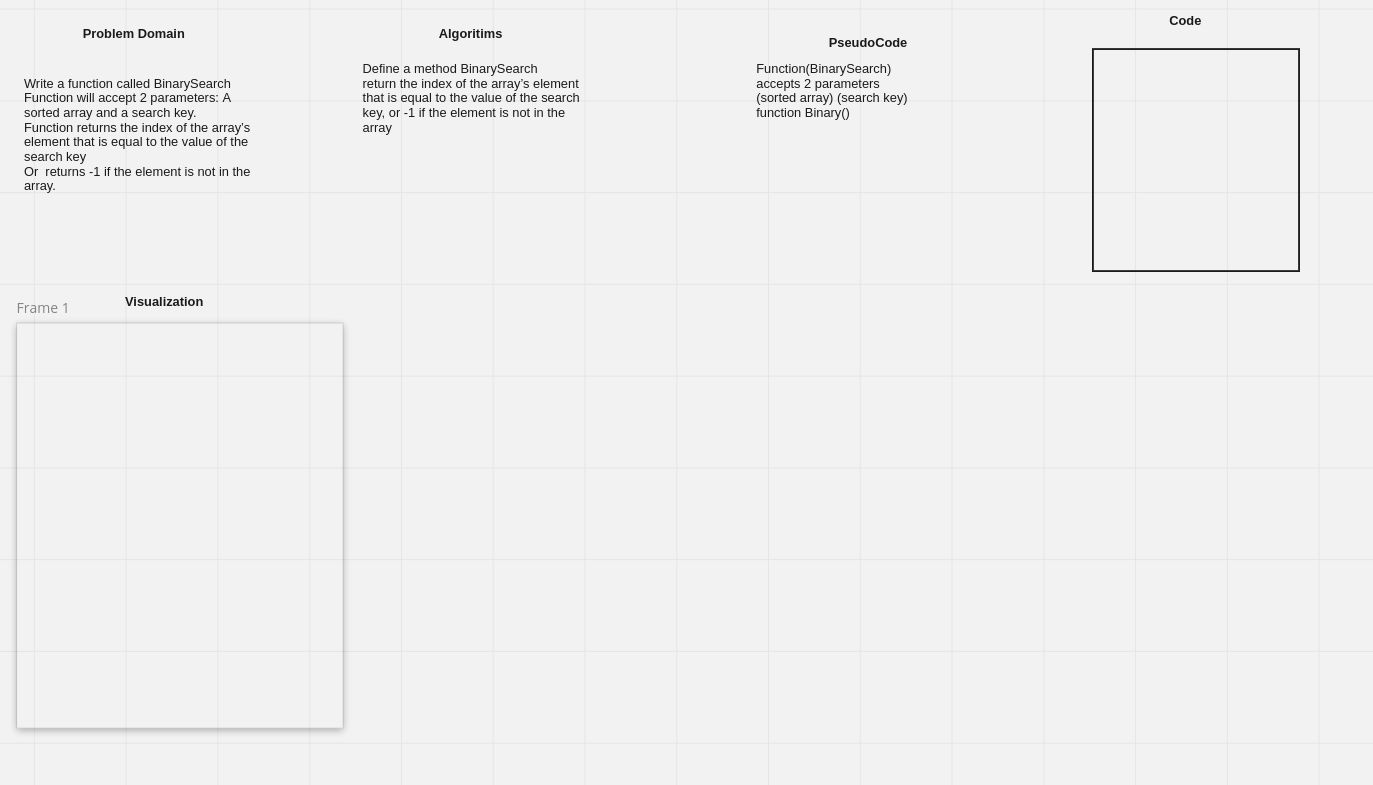 Problem Domain
Write a function called BinarySearch
Function will accept 2 parameters: A
sorted array and a search key.
Function returns the index of the array's
element that is equal to the value of the
search key
Or  returns -1 if the element is not in the
array.
Algoritims
Define a method BinarySearch
return the index of the array's element
that is equal to the value of the search
key, or -1 if the element is not in the
array
PseudoCode
Function(BinarySearch)
accepts 2 parameters
(sorted array) (search key)
function Binary()
Code
Frame 1
Visualization